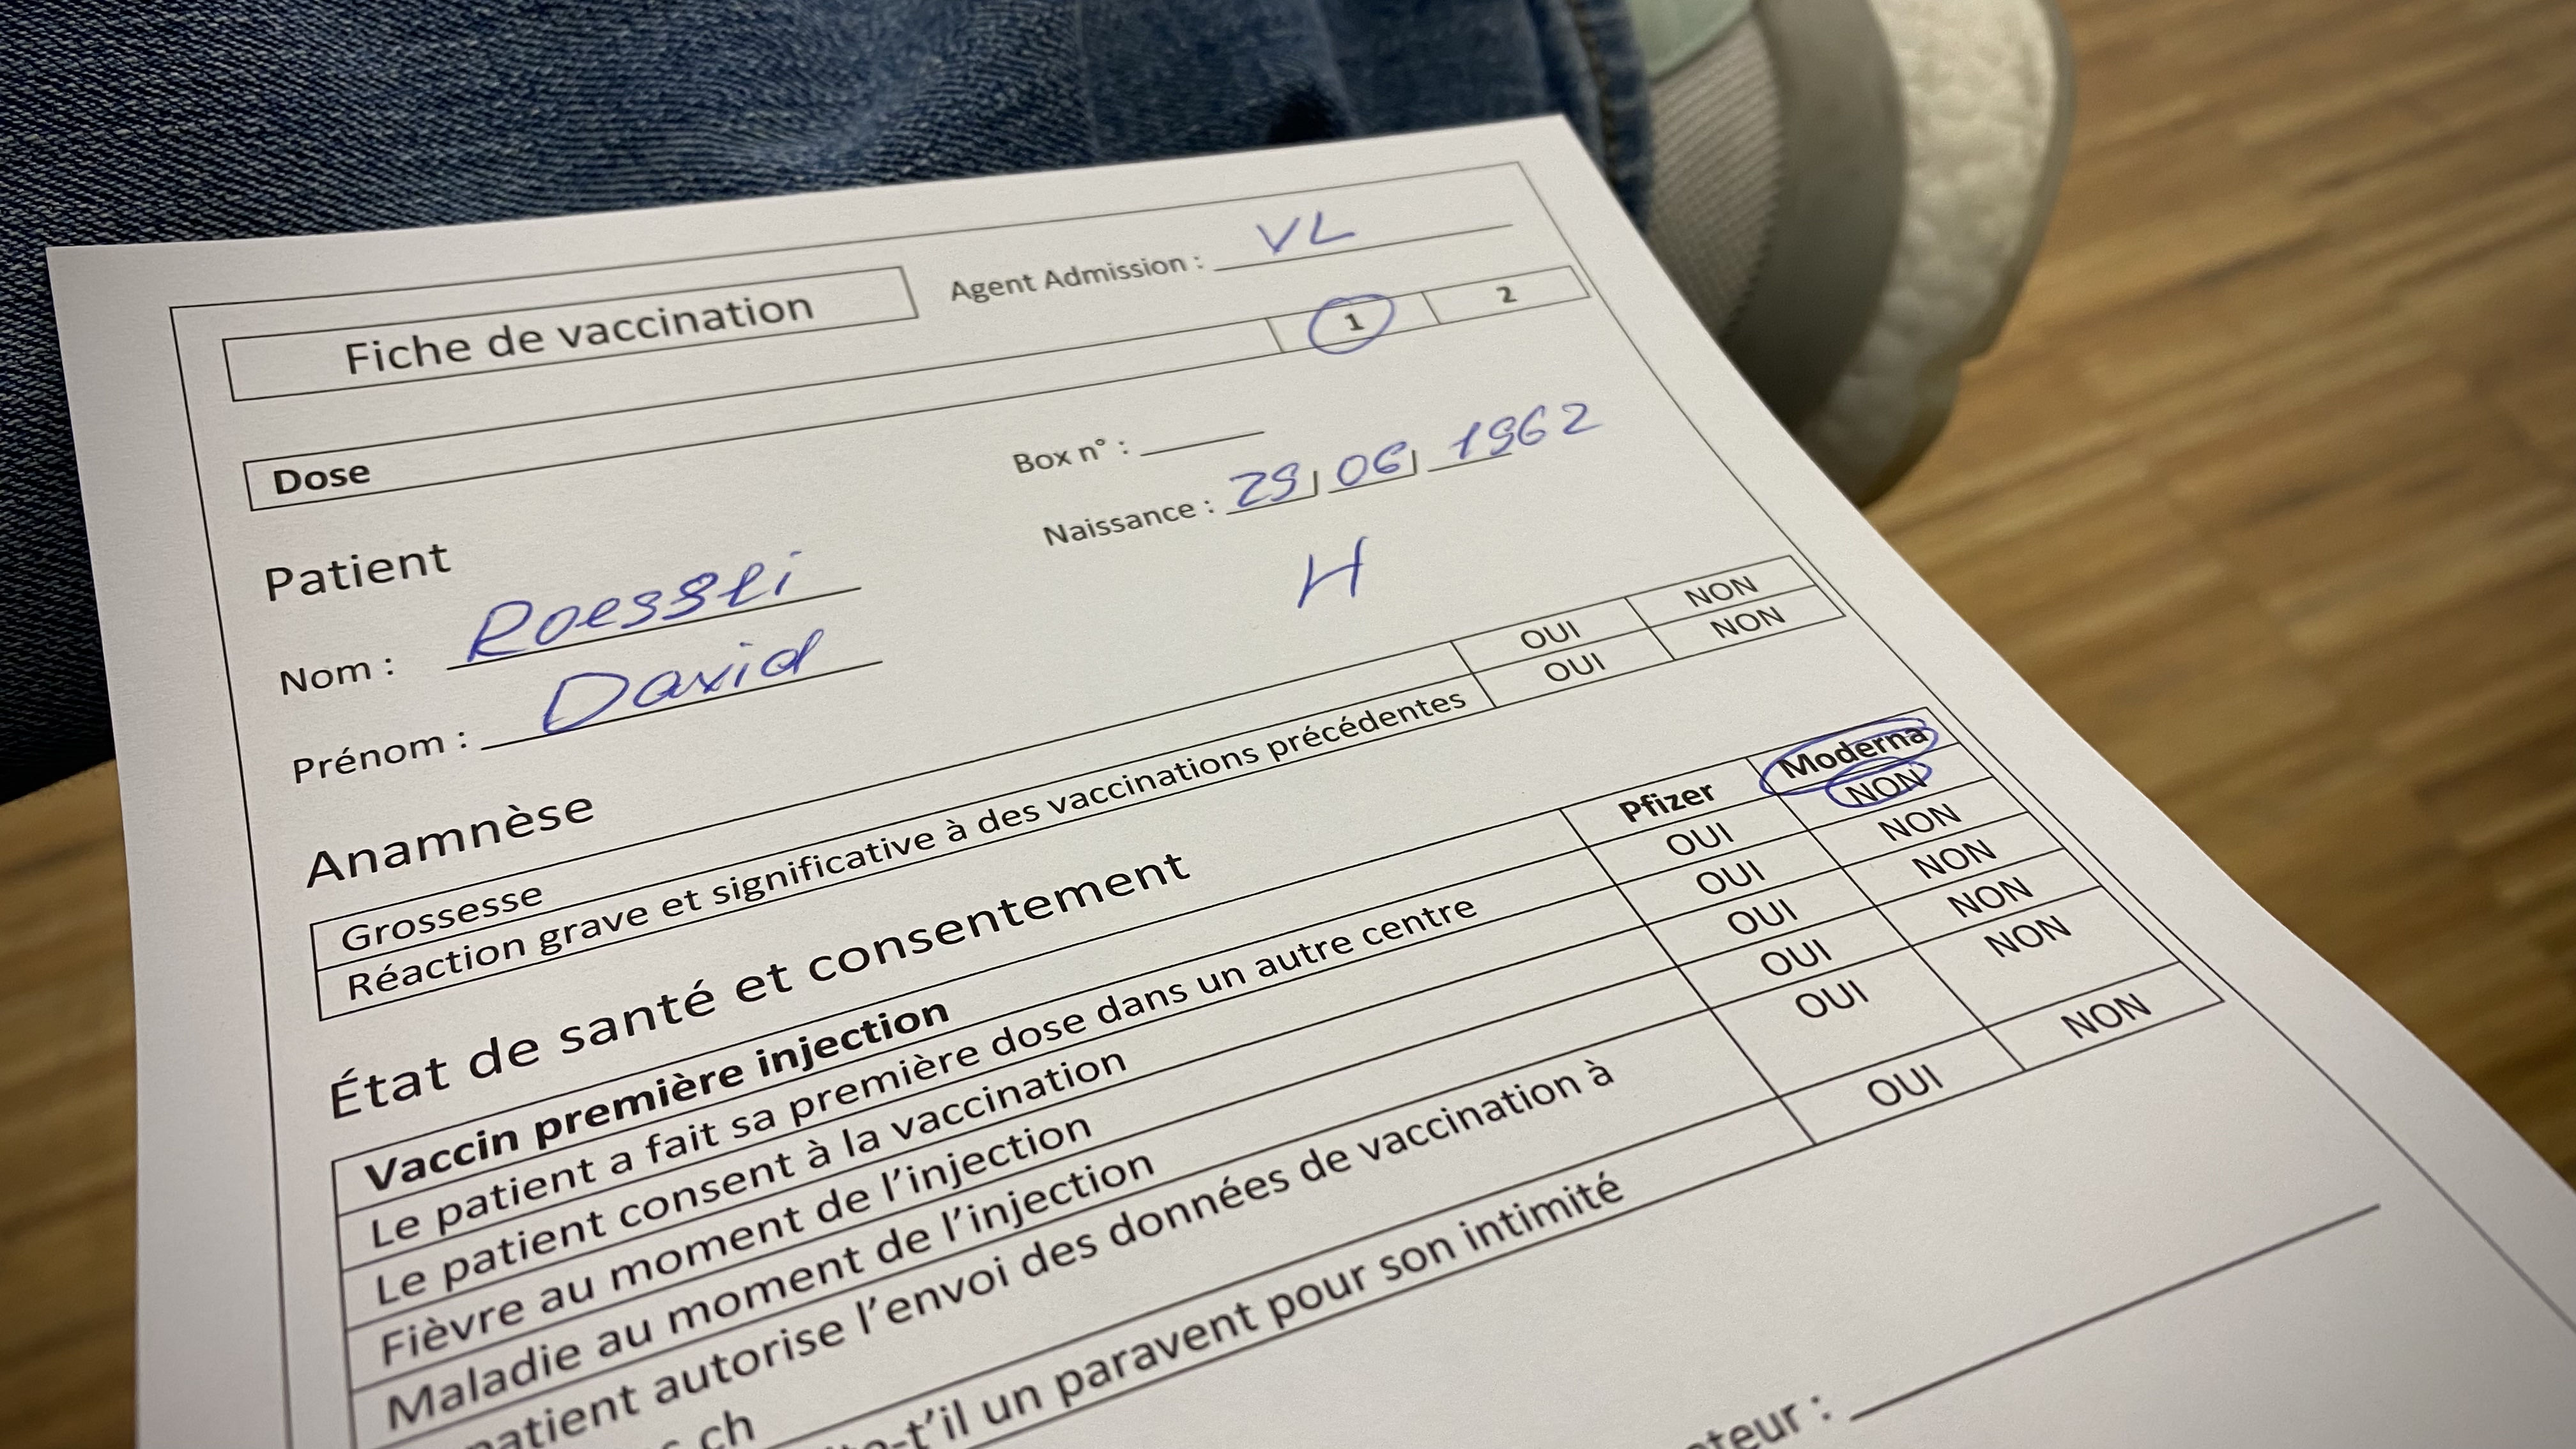 Fiche de vaccination
Agent Admission : VL
Dose 1 2
Box n° :
Patient
Naissance : 29/06/1962
Nom : Roessli
H
Prénom : David
Anamnèse
Grossesse OUI NON
Réaction grave et significative à des vaccinations précédentes OUI NON
État de santé et consentement
Vaccin première injection Pfizer Moderna
Le patient a fait sa première dose dans un autre centre OUI NON
Le patient consent à la vaccination OUI NON
Fièvre au moment de l'injection OUI NON
Maladie au moment de l'injection OUI NON
patient autorise l'envoi des données de vaccination à OUI NON
ch
t'il un paravent pour son intimité OUI NON